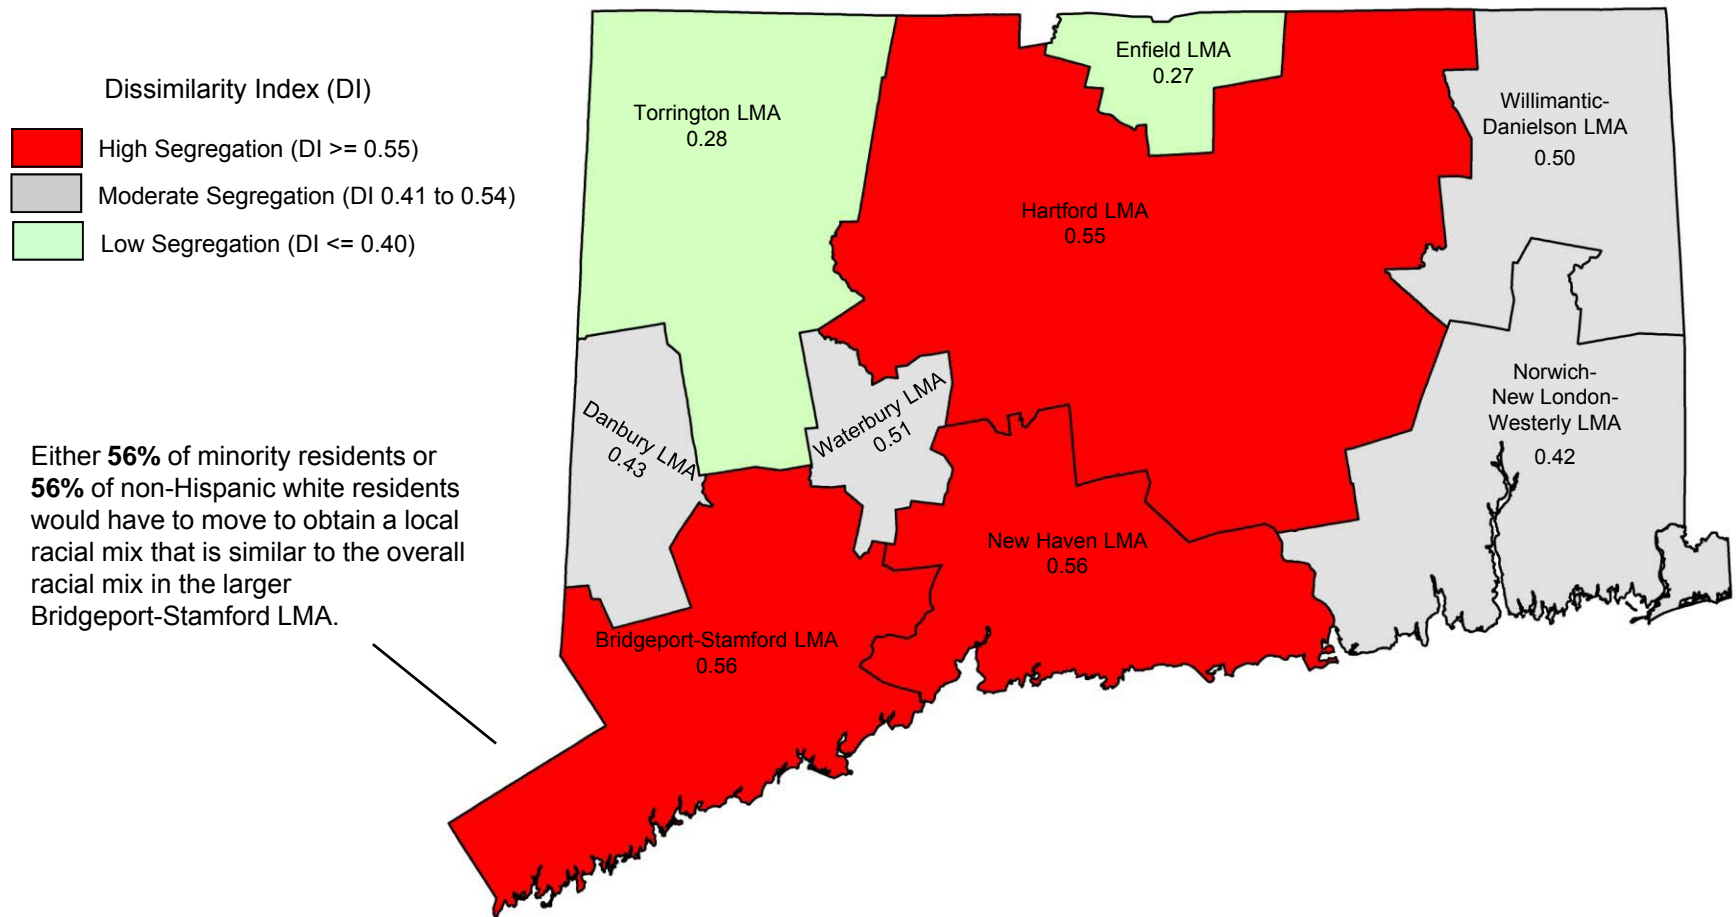 Dissimilarity Index (DI)
High Segregation (DI >= 0.55)
Moderate Segregation (DI 0.41 to 0.54)
Low Segregation (DI <= 0.40)
Either 56% of minority residents or
56% of non-Hispanic white residents
would have to move to obtain a local
racial mix that is similar to the overall
racial mix in the larger
Bridgeport-Stamford LMA.
Torrington LMA
0.28
Enfield LMA
0.27
Willimantic-
Danielson LMA
0.50
Hartford LMA
0.55
Danbury LMA
0.43
Waterbury LMA
0.51
Norwich-
New London-
Westerly LMA
0.42
New Haven LMA
0.56
Bridgeport-Stamford LMA
0.56